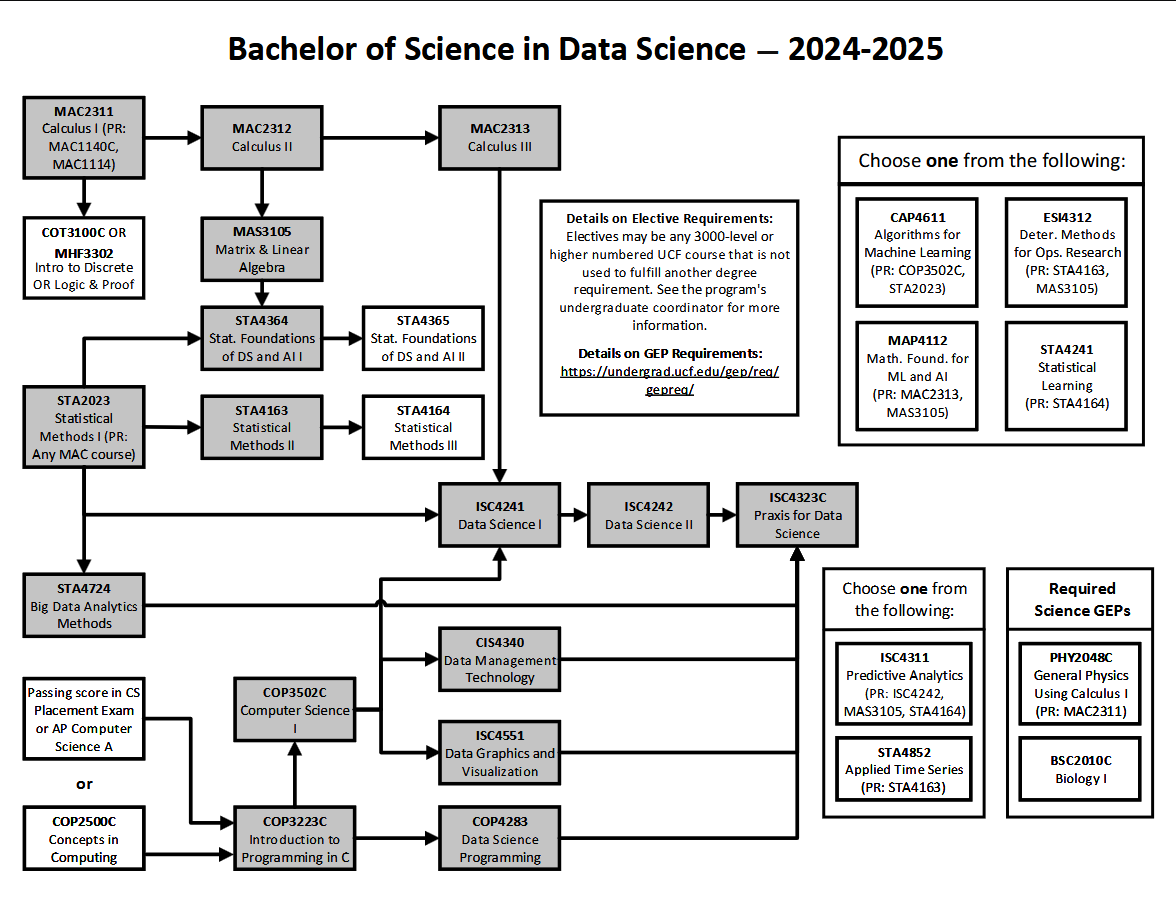 Bachelor of Science in Data Science — 2024-2025
MAC2311
Calculus I (PR:
MAC1140C,
MAC1114)
MAC2312
Calculus II
MAC2313
Calculus III
COT3100C OR
MHF3302
Intro to Discrete
OR Logic & Proof
MAS3105
Matrix & Linear
Algebra
STA4364
Stat. Foundations
of DS and AI I
STA4365
Stat. Foundations
of DS and AI II
STA2023
Statistical
Methods I (PR:
Any MAC course)
STA4163
Statistical
Methods II
STA4164
Statistical
Methods III
Details on Elective Requirements:
Electives may be any 3000-level or
higher numbered UCF course that is not
used to fulfill another degree
requirement. See the program's
undergraduate coordinator for more
information.
Details on GEP Requirements:
https://undergrad.ucf.edu/gep/req/
gepreq/
Choose one from the following:
CAP4611
Algorithms for
Machine Learning
(PR: COP3502C,
STA2023)
ESI4312
Deter. Methods
for Ops. Research
(PR: STA4163,
MAS3105)
MAP4112
Math. Found. for
ML and AI
(PR: MAC2313,
MAS3105)
STA4241
Statistical
Learning
(PR: STA4164)
ISC4241
Data Science I
ISC4242
Data Science II
ISC4323C
Praxis for Data
Science
STA4724
Big Data Analytics
Methods
CIS4340
Data Management
Technology
Passing score in CS
Placement Exam
or AP Computer
Science A
or
COP2500C
Concepts in
Computing
COP3502C
Computer Science
I
ISC4551
Data Graphics and
Visualization
COP3223C
Introduction to
Programming in C
COP4283
Data Science
Programming
Choose one from
the following:
ISC4311
Predictive Analytics
(PR: ISC4242,
MAS3105, STA4164)
STA4852
Applied Time Series
(PR: STA4163)
Required
Science GEPs
PHY2048C
General Physics
Using Calculus I
(PR: MAC2311)
BSC2010C
Biology I